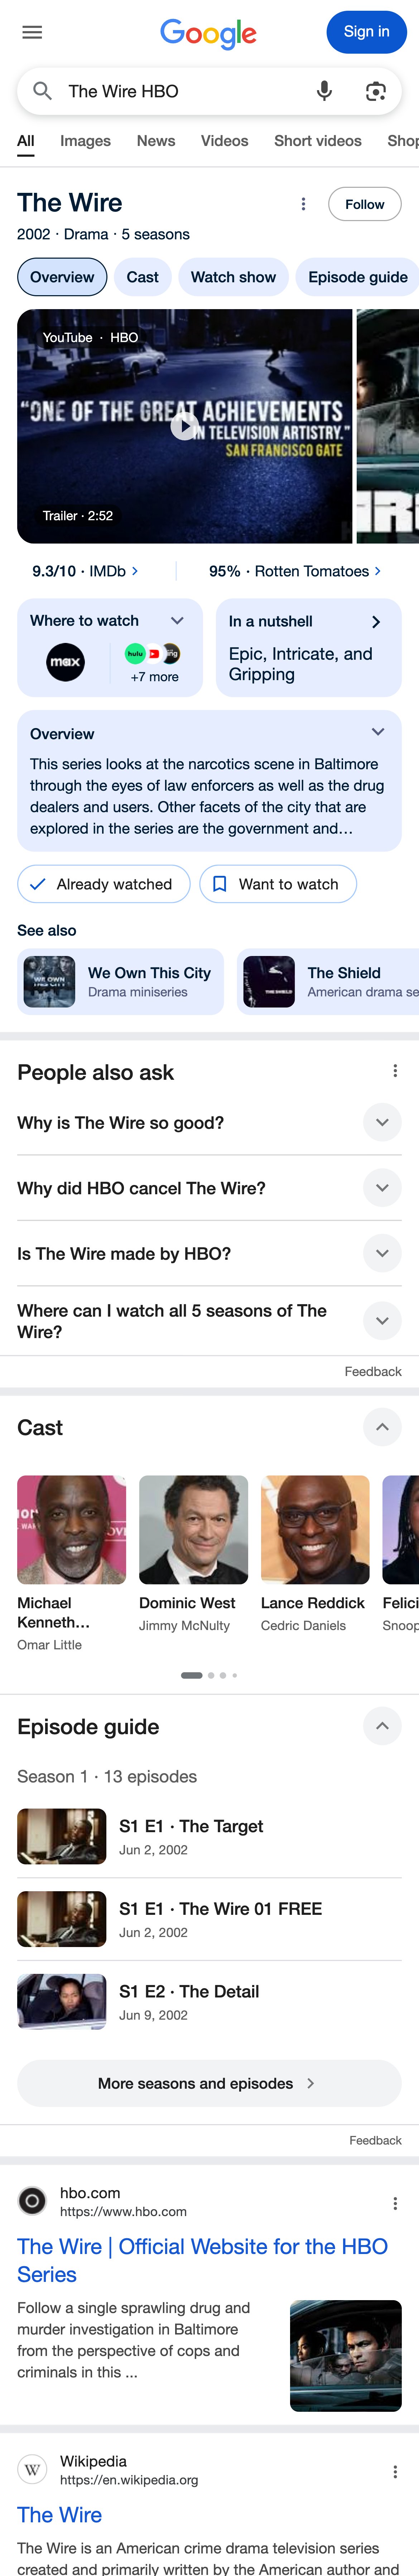 Google
Sign in
The Wire HBO
All Images News Videos Short videos Shop
The Wire
Follow
2002 · Drama · 5 seasons
Overview Cast Watch show Episode guide
YouTube · HBO
"ONE OF THE GREAT ACHIEVEMENTS
IN TELEVISION ARTISTRY."
SAN FRANCISCO GATE
Trailer · 2:52
9.3/10 · IMDb
95% · Rotten Tomatoes
Where to watch
max
hulu
+7 more
In a nutshell
Epic, Intricate, and
Gripping
Overview
This series looks at the narcotics scene in Baltimore
through the eyes of law enforcers as well as the drug
dealers and users. Other facets of the city that are
explored in the series are the government and…
Already watched
Want to watch
See also
We Own This City
Drama miniseries
The Shield
American drama se
People also ask
Why is The Wire so good?
Why did HBO cancel The Wire?
Is The Wire made by HBO?
Where can I watch all 5 seasons of The
Wire?
Feedback
Cast
Michael
Kenneth…
Omar Little
Dominic West
Jimmy McNulty
Lance Reddick
Cedric Daniels
Felici
Snoop
Episode guide
Season 1 · 13 episodes
S1 E1 · The Target
Jun 2, 2002
S1 E1 · The Wire 01 FREE
Jun 2, 2002
S1 E2 · The Detail
Jun 9, 2002
More seasons and episodes
Feedback
hbo.com
https://www.hbo.com
The Wire | Official Website for the HBO
Series
Follow a single sprawling drug and
murder investigation in Baltimore
from the perspective of cops and
criminals in this ...
W
Wikipedia
https://en.wikipedia.org
The Wire
The Wire is an American crime drama television series
created and primarily written by the American author and